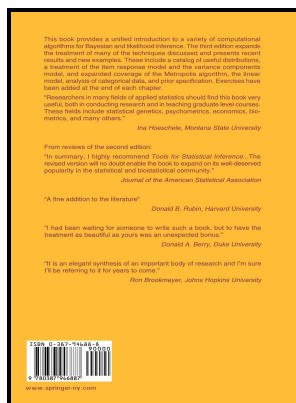 This book provides a unified introduction to a variety of computational
algorithms for Bayesian and likelihood inference. The third edition expands
the treatment of many of the techniques discussed and presents recent
results and new examples. These include a catalog of useful distributions,
a treatment of the item response model and the variance components
model, and expanded coverage of the Metropolis algorithm, the linear
model, analysis of categorical data, and prior specification. Exercises have
been added at the end of each chapter.
"Researchers in many fields of applied statistics should find this book very
useful, both in conducting research and in teaching graduate level courses.
These fields include statistical genetics, psychometrics, economics, bio-
metrics, and many others."
Ina Hoeschele, Montana State University
From reviews of the second edition:
"In summary, I highly recommend Tools for Statistical Inference...The
revised version will no doubt enable the book to expand on its well-deserved
popularity in the statistical and biostatistical community."
Journal of the American Statistical Association
"A fine addition to the literature"
Donald B. Rubin, Harvard University
"I had been waiting for someone to write such a book, but to have the
treatment as beautiful as yours was an unexpected bonus."
Donald A. Berry, Duke University
"It is an elegant synthesis of an important body of research and I'm sure
I'll be referring to it for years to come."
Ron Brookmeyer, Johns Hopkins University
ISBN 0-387-94688-8
90000
9 780387 946887
www.springer-ny.com